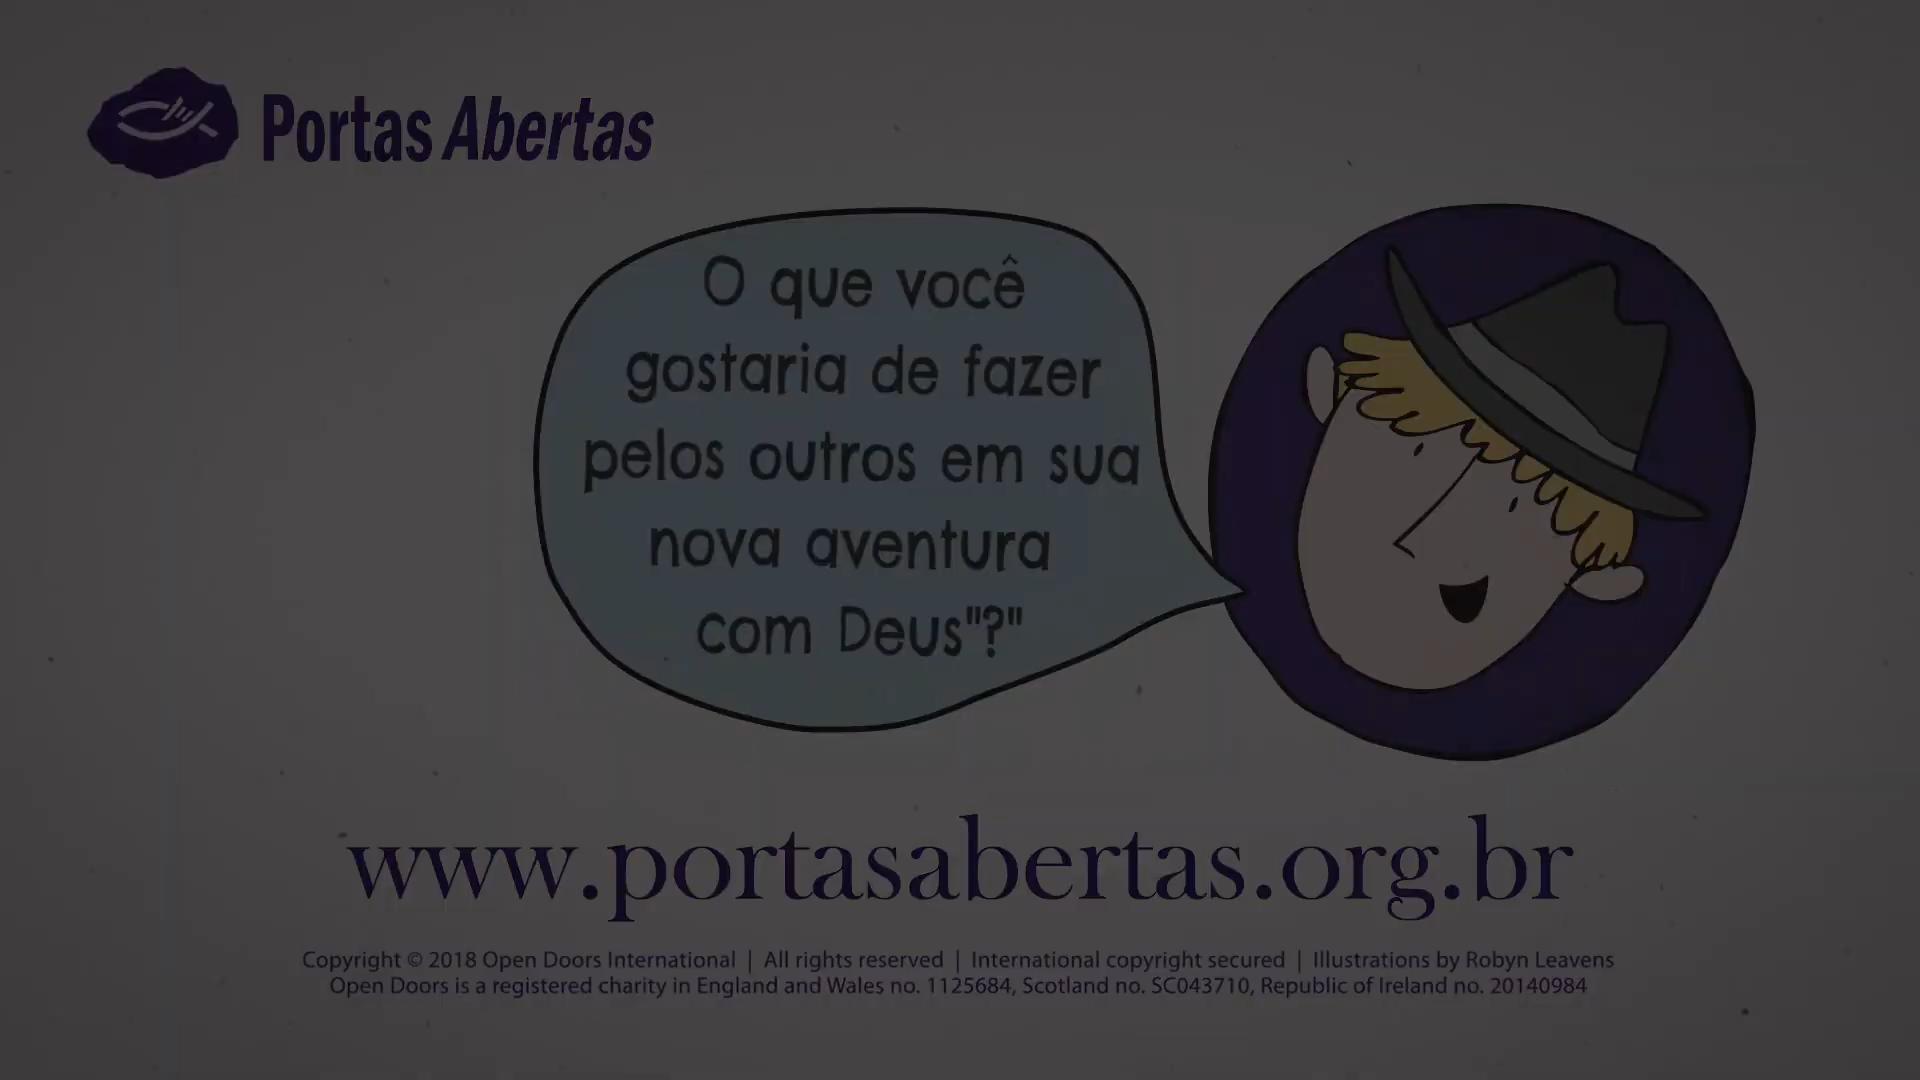 Portas Abertas
O que você
gostaria de fazer
pelos outros em sua
nova aventura
com Deus"?"
www.portasabertas.org.br
Copyright © 2018 Open Doors International | All rights reserved | International copyright secured | Illustrations by Robyn Leavens
Open Doors is a registered charity in England and Wales no. 1125684, Scotland no. SC043710, Republic of Ireland no. 20140984